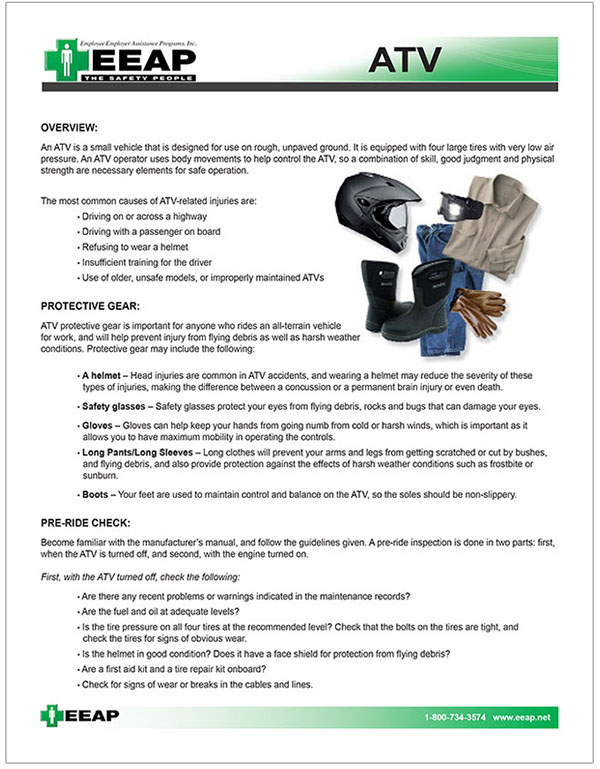 Employee Employer Assistance Programs, Inc.
EEAP
THE SAFETY PEOPLE
ATV
OVERVIEW:
An ATV is a small vehicle that is designed for use on rough, unpaved ground. It is equipped with four large tires with very low air
pressure. An ATV operator uses body movements to help control the ATV, so a combination of skill, good judgment and physical
strength are necessary elements for safe operation.
The most common causes of ATV-related injuries are:
• Driving on or across a highway
• Driving with a passenger on board
• Refusing to wear a helmet
• Insufficient training for the driver
• Use of older, unsafe models, or improperly maintained ATVs
PROTECTIVE GEAR:
ATV protective gear is important for anyone who rides an all-terrain vehicle
for work, and will help prevent injury from flying debris as well as harsh weather
conditions. Protective gear may include the following:
• A helmet – Head injuries are common in ATV accidents, and wearing a helmet may reduce the severity of these
types of injuries, making the difference between a concussion or a permanent brain injury or even death.
• Safety glasses – Safety glasses protect your eyes from flying debris, rocks and bugs that can damage your eyes.
• Gloves – Gloves can help keep your hands from going numb from cold or harsh winds, which is important as it
allows you to have maximum mobility in operating the controls.
• Long Pants/Long Sleeves – Long clothes will prevent your arms and legs from getting scratched or cut by bushes,
and flying debris, and also provide protection against the effects of harsh weather conditions such as frostbite or
sunburn.
• Boots – Your feet are used to maintain control and balance on the ATV, so the soles should be non-slippery.
PRE-RIDE CHECK:
Become familiar with the manufacturer's manual, and follow the guidelines given. A pre-ride inspection is done in two parts: first,
when the ATV is turned off, and second, with the engine turned on.
First, with the ATV turned off, check the following:
• Are there any recent problems or warnings indicated in the maintenance records?
• Are the fuel and oil at adequate levels?
• Is the tire pressure on all four tires at the recommended level? Check that the bolts on the tires are tight, and
check the tires for signs of obvious wear.
• Is the helmet in good condition? Does it have a face shield for protection from flying debris?
• Are a first aid kit and a tire repair kit onboard?
• Check for signs of wear or breaks in the cables and lines.
EEAP
1-800-734-3574 www.eeap.net